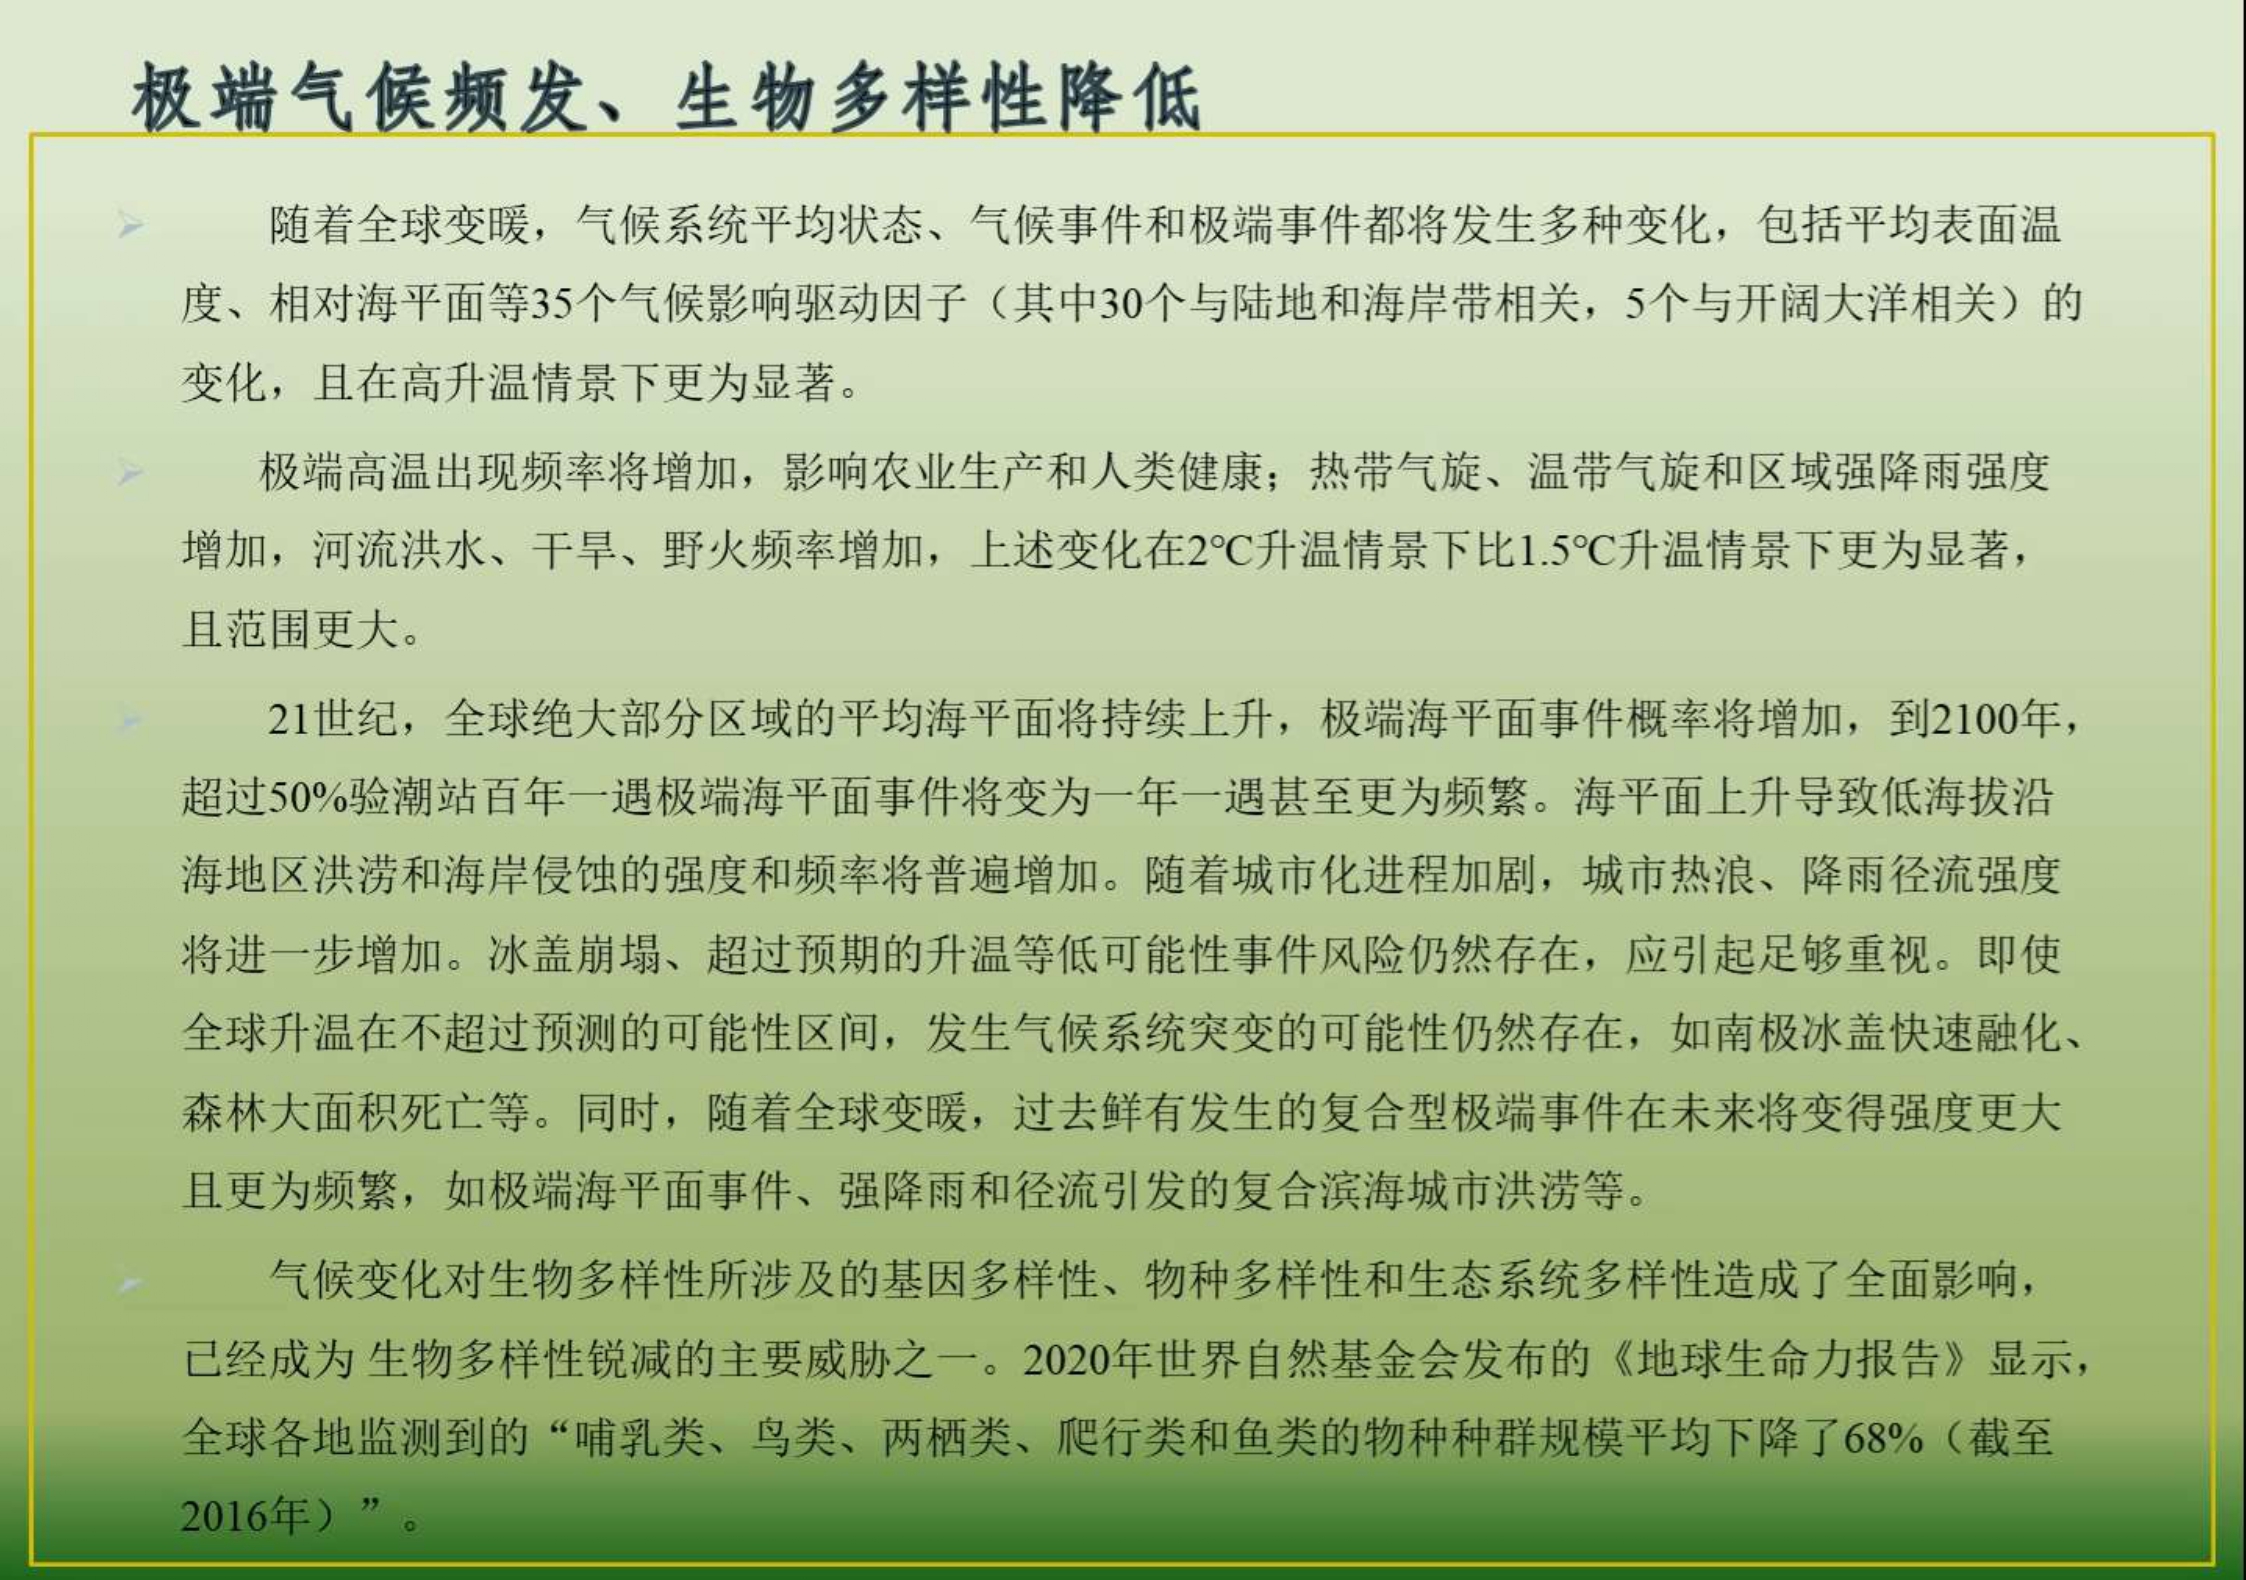 极端气候频发、生物多样性降低
随着全球变暖，气候系统平均状态、气候事件和极端事件都将发生多种变化，包括平均表面温
度、相对海平面等35个气候影响驱动因子（其中30个与陆地和海岸带相关，5个与开阔大洋相关）的
变化，且在高升温情景下更为显著。
极端高温出现频率将增加，影响农业生产和人类健康；热带气旋、温带气旋和区域强降雨强度
增加，河流洪水、干旱、野火频率增加，上述变化在2℃升温情景下比1.5℃升温情景下更为显著，
且范围更大。
21世纪，全球绝大部分区域的平均海平面将持续上升，极端海平面事件概率将增加，到2100年，
超过50%验潮站百年一遇极端海平面事件将变为一年一遇甚至更为频繁。海平面上升导致低海拔沿
海地区洪涝和海岸侵蚀的强度和频率将普遍增加。随着城市化进程加剧，城市热浪、降雨径流强度
将进一步增加。冰盖崩塌、超过预期的升温等低可能性事件风险仍然存在，应引起足够重视。即使
全球升温在不超过预测的可能性区间，发生气候系统突变的可能性仍然存在，如南极冰盖快速融化、
森林大面积死亡等。同时，随着全球变暖，过去鲜有发生的复合型极端事件在未来将变得强度更大
且更为频繁，如极端海平面事件、强降雨和径流引发的复合滨海城市洪涝等。
气候变化对生物多样性所涉及的基因多样性、物种多样性和生态系统多样性造成了全面影响，
已经成为 生物多样性锐减的主要威胁之一。2020年世界自然基金会发布的《地球生命力报告》显示，
全球各地监测到的“哺乳类、鸟类、两栖类、爬行类和鱼类的物种种群规模平均下降了68%（截至
2016年）”。